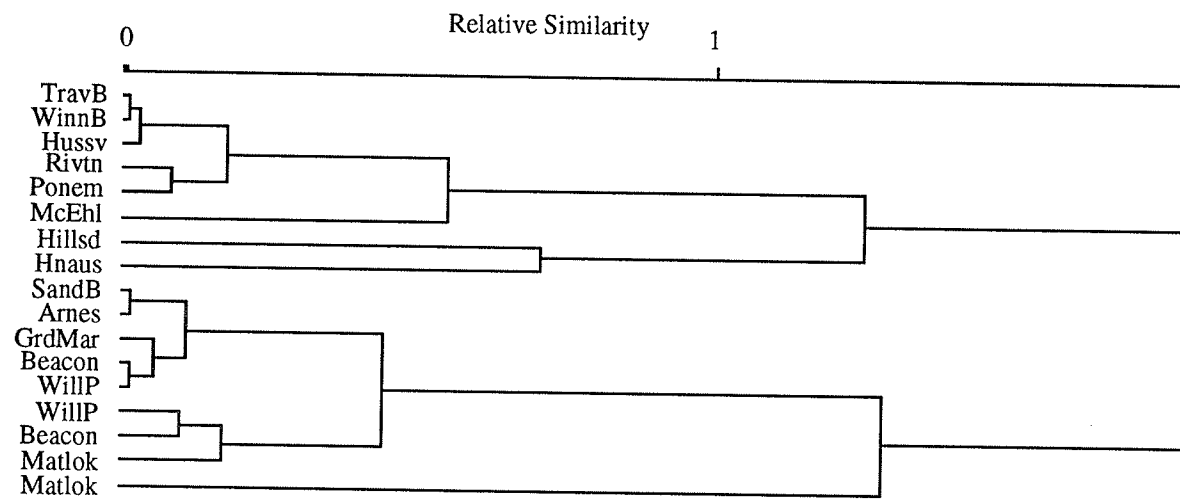 Relative Similarity
0
1
TravB
WinnB
Hussv
Rivtn
Ponem
McEhl
Hillsd
Hnaus
SandB
Arnes
GrdMar
Beacon
WillP
WillP
Beacon
Matlok
Matlok